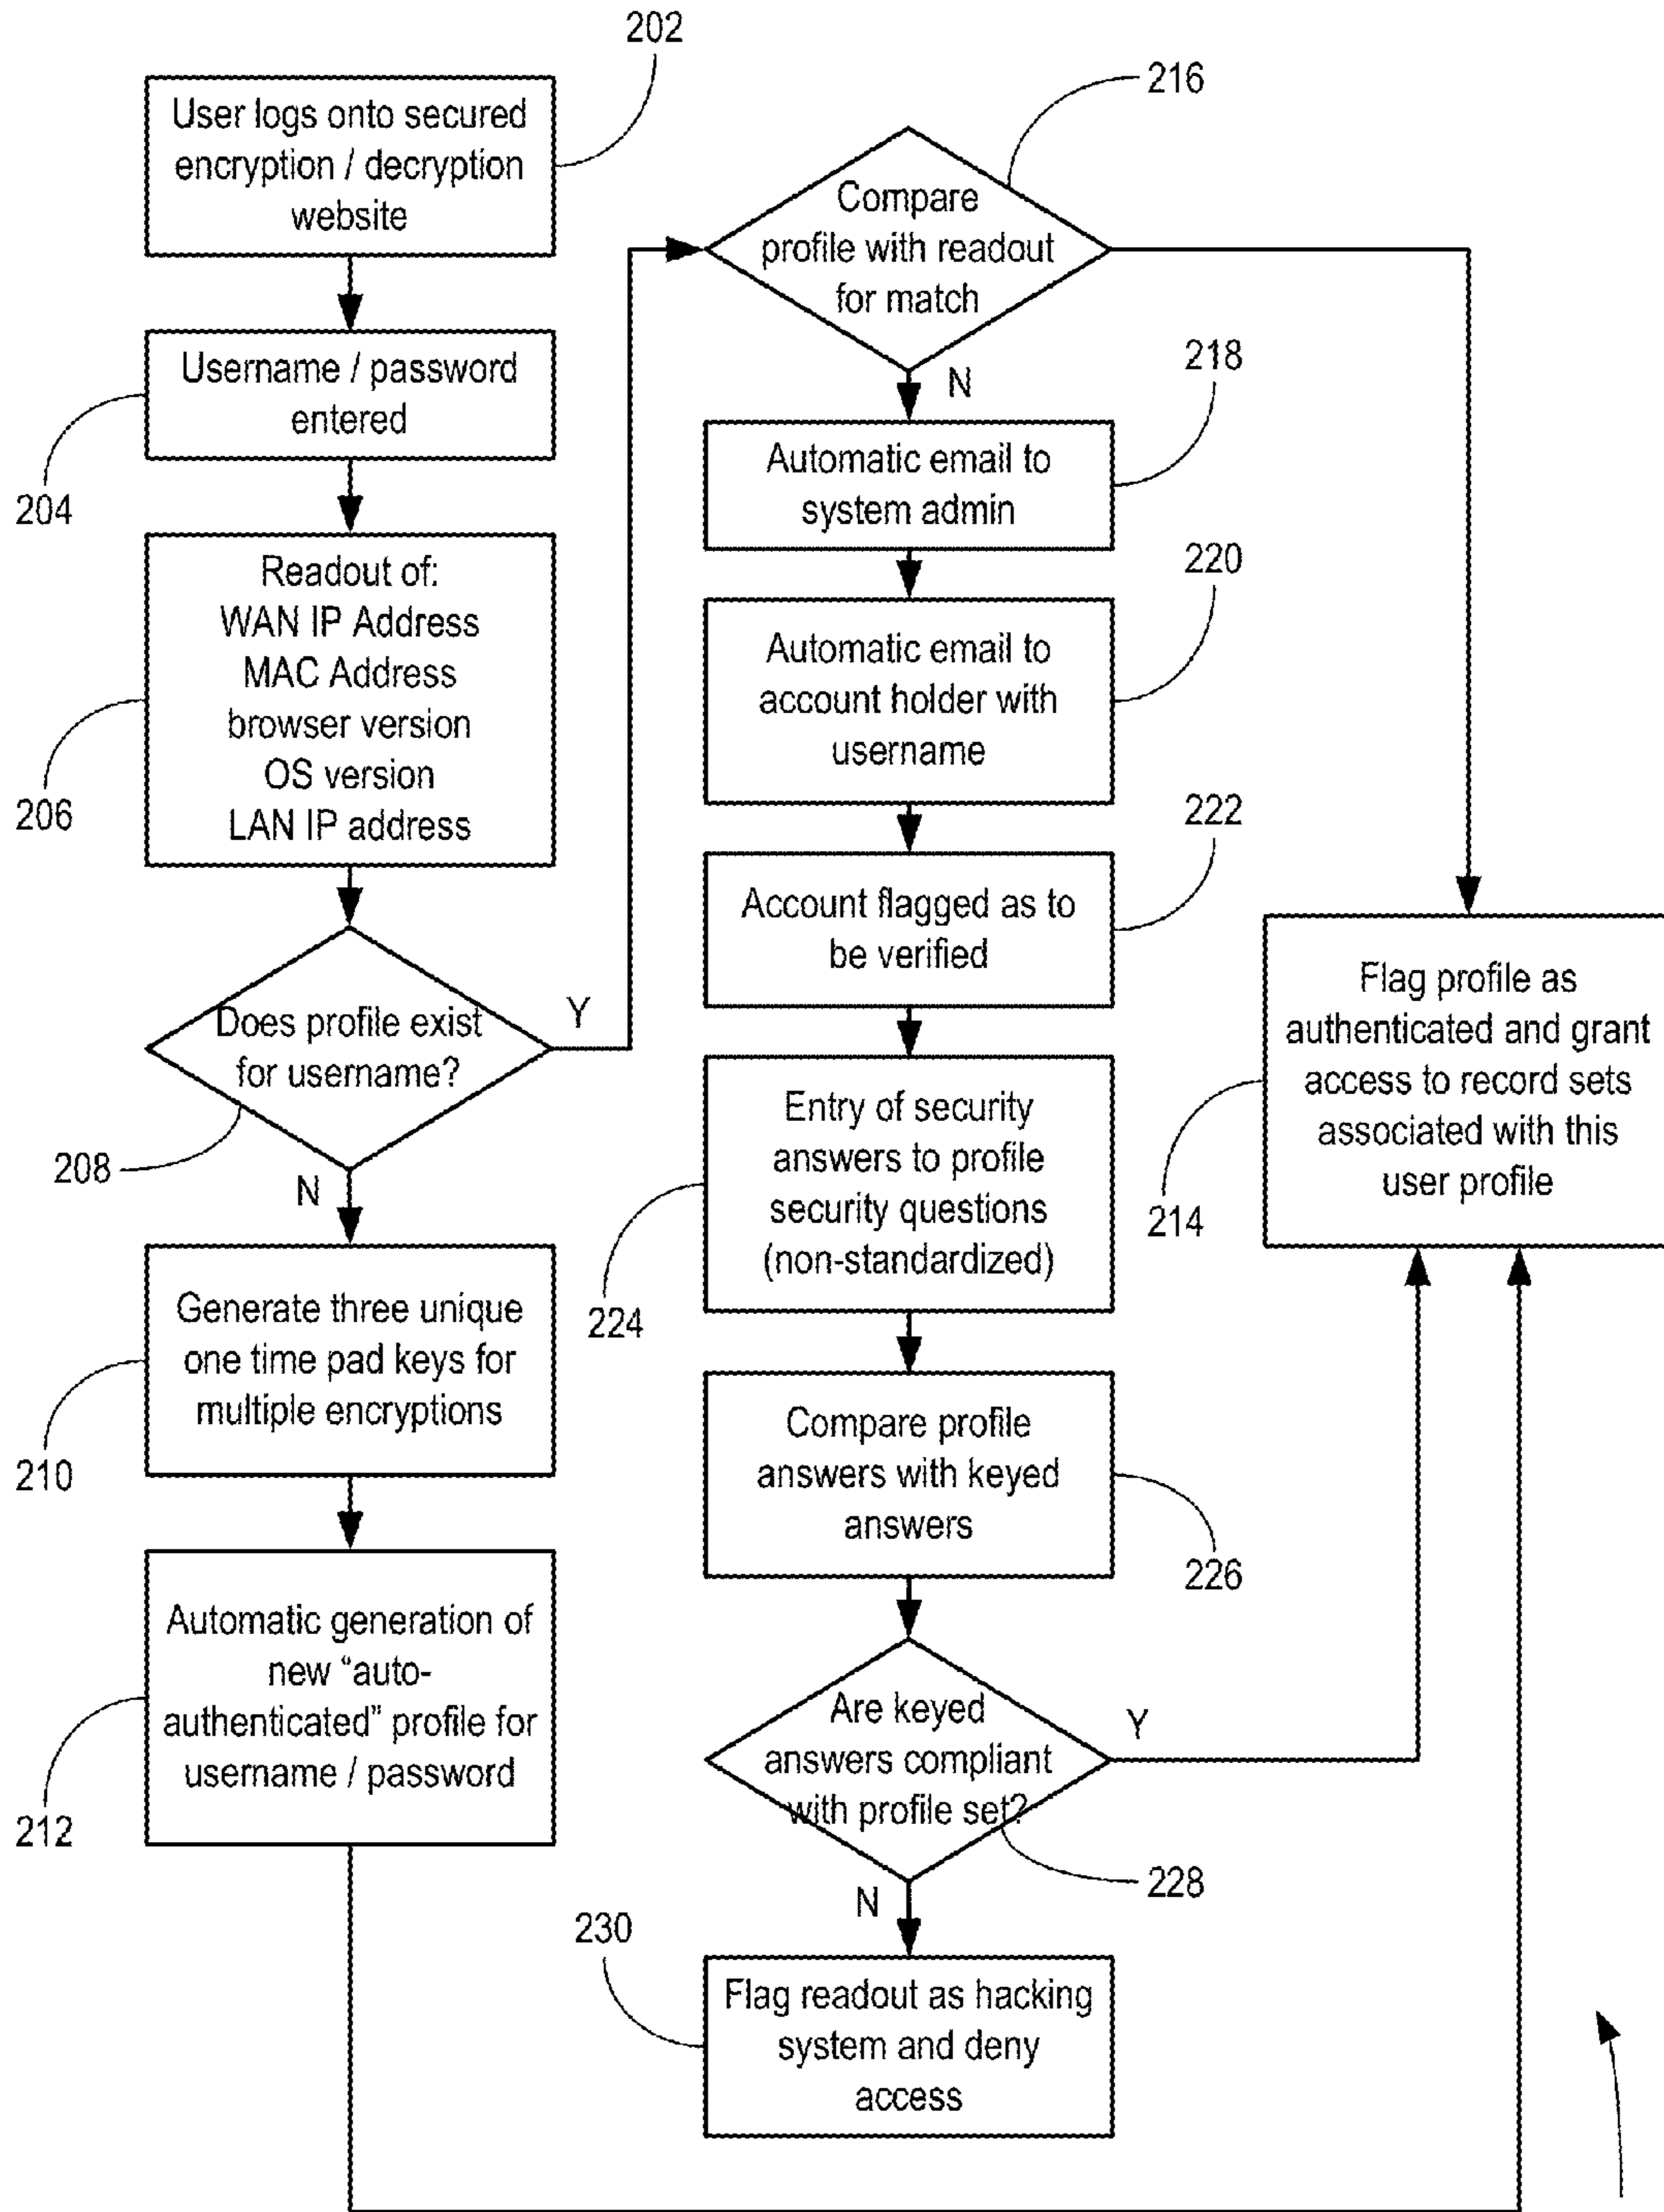 202
User logs onto secured
encryption / decryption
website
Username / password
entered
204
Readout of:
WAN IP Address
MAC Address
browser version
OS version
LAN IP address
206
Does profile exist
for username?
Y
208
N
Generate three unique
one time pad keys for
multiple encryptions
210
Automatic generation of
new “auto-
authenticated” profile for
username / password
212
216
Compare
profile with readout
for match
N
218
Automatic email to
system admin
220
Automatic email to
account holder with
username
222
Account flagged as to
be verified
Entry of security
answers to profile
security questions
(non-standardized)
224
Compare profile
answers with keyed
answers
226
Are keyed
answers compliant
with profile set?
Y
228
N
230
Flag readout as hacking
system and deny
access
Flag profile as
authenticated and grant
access to record sets
associated with this
user profile
214